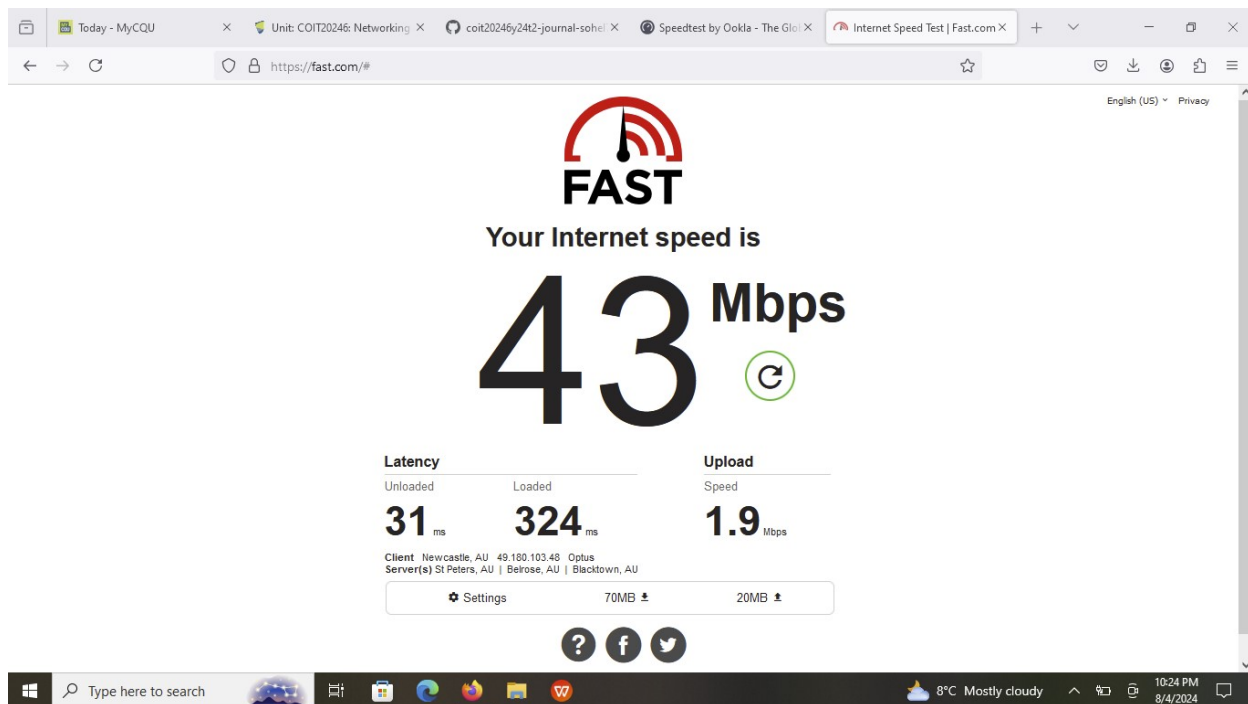 Today - MyCQU
Unit: COIT20246: Networking
coit20246y24t2-journal-sohel
Speedtest by Ookla - The Glo
Internet Speed Test | Fast.com
https://fast.com/#
English (US) Privacy
FAST
Your Internet speed is
43 Mbps
Latency Upload
Unloaded Loaded Speed
31 ms 324 ms 1.9 Mbps
Client Newcastle, AU 49.180.103.48 Optus
Server(s) St Peters, AU | Belrose, AU | Blacktown, AU
Settings 70MB 20MB
? f
Type here to search
W
8°C Mostly cloudy
10:24 PM
8/4/2024